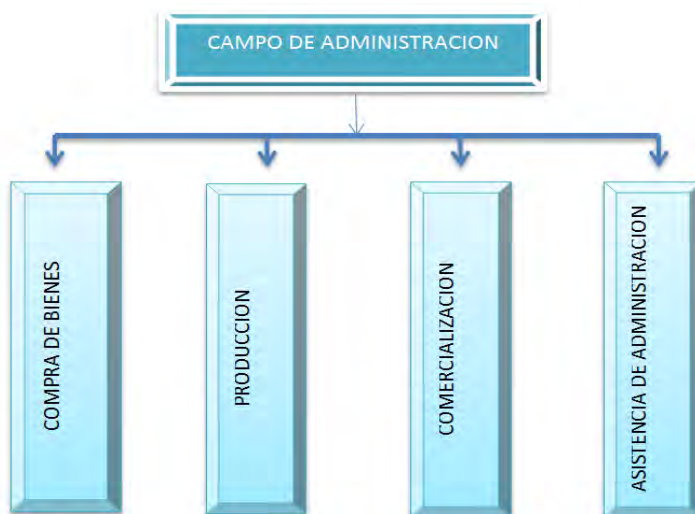 CAMPO DE ADMINISTRACION
COMPRA DE BIENES
PRODUCCION
COMERCIALIZACION
ASISTENCIA DE ADMINISTRACION